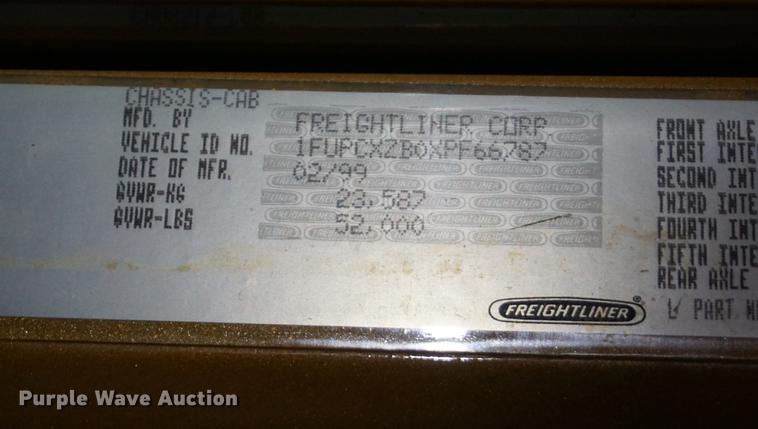 CHASSIS-CAB
MFD. BY FREIGHTLINER CORP
VEHICLE ID NO. 1FUPCXZB0XPF66787
DATE OF MFR. 02/99
GVWR-KG 23,587
GVWR-LBS 52,000
FRONT AXLE
FIRST INTE
SECOND INT
THIRD INTE
FOURTH INT
FIFTH INTE
REAR AXLE
PART
FREIGHTLINER
Purple Wave Auction